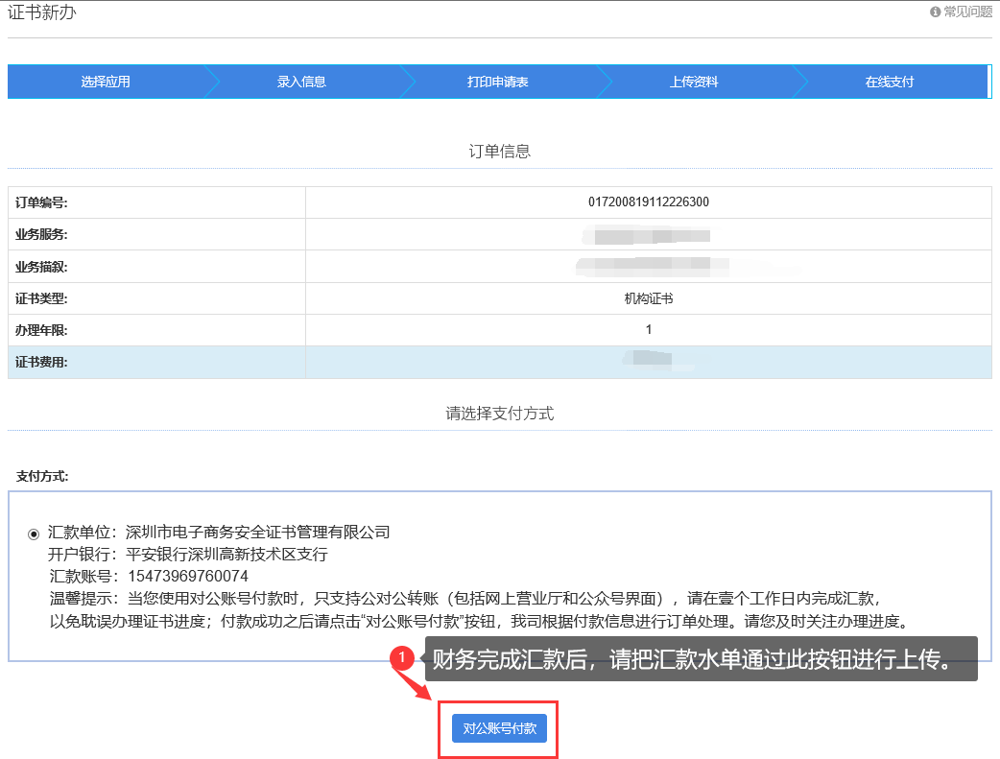 证书新办
常见问题
选择应用 录入信息 打印申请表 上传资料 在线支付
订单信息
订单编号: 017200819112226300
业务服务:
业务描叙:
证书类型: 机构证书
办理年限: 1
证书费用:
请选择支付方式
支付方式:
汇款单位：深圳市电子商务安全证书管理有限公司
开户银行：平安银行深圳高新技术区支行
汇款账号：15473969760074
温馨提示：当您使用对公账号付款时，只支持公对公转账（包括网上营业厅和公众号界面），请在壹个工作日内完成汇款，
以免耽误办理证书进度；付款成功之后请点击“对公账号付款”按钮，我司根据付款信息进行订单处理。请您及时关注办理进度。
1 财务完成汇款后，请把汇款水单通过此按钮进行上传。
对公账号付款